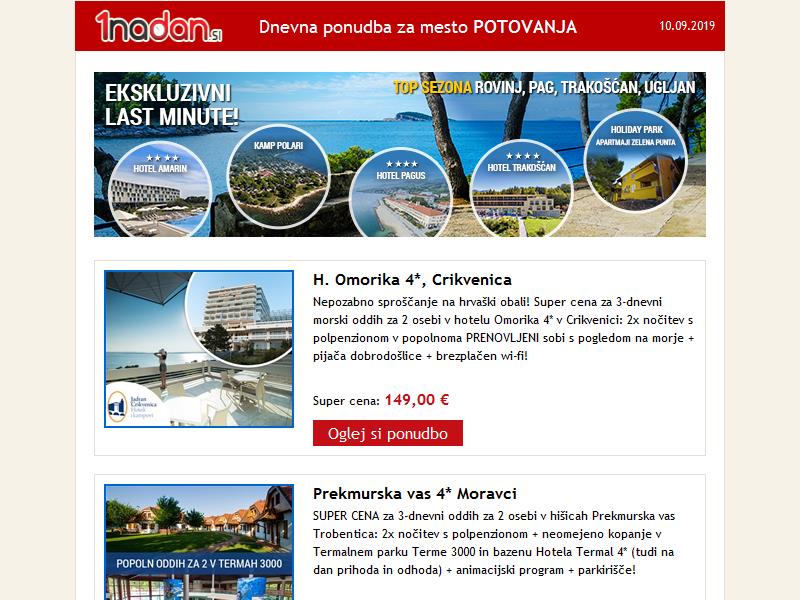 1nadan.si
Dnevna ponudba za mesto POTOVANJA
10.09.2019
EKSKLUZIVNI
LAST MINUTE!
TOP SEZONA ROVINJ, PAG, TRAKOŠĆAN, UGLJAN
★★★★
HOTEL AMARIN
KAMP POLARI
★★★★
HOTEL PAGUS
★★★★
HOTEL TRAKOŠĆAN
HOLIDAY PARK
APARTMAJI ZELENA PUNTA
Jadran
Crikvenica
Hoteli
i kampovi
H. Omorika 4*, Crikvenica
Nepozabno sproščanje na hrvaški obali! Super cena za 3-dnevni
morski oddih za 2 osebi v hotelu Omorika 4* v Crikvenici: 2x nočitev s
polpenzionom v popolnoma PRENOVLJENI sobi s pogledom na morje +
pijača dobrodošlice + brezplačen wi-fi!
Super cena: 149,00 €
Oglej si ponudbo
POPOLN ODDIH ZA 2 V TERMAH 3000
Prekmurska vas 4* Moravci
SUPER CENA za 3-dnevni oddih za 2 osebi v hišicah Prekmurska vas
Trobentica: 2x nočitev s polpenzionom + neomejeno kopanje v
Termalnem parku Terme 3000 in bazenu Hotela Termal 4* (tudi na
dan prihoda in odhoda) + animacijski program + parkirišče!